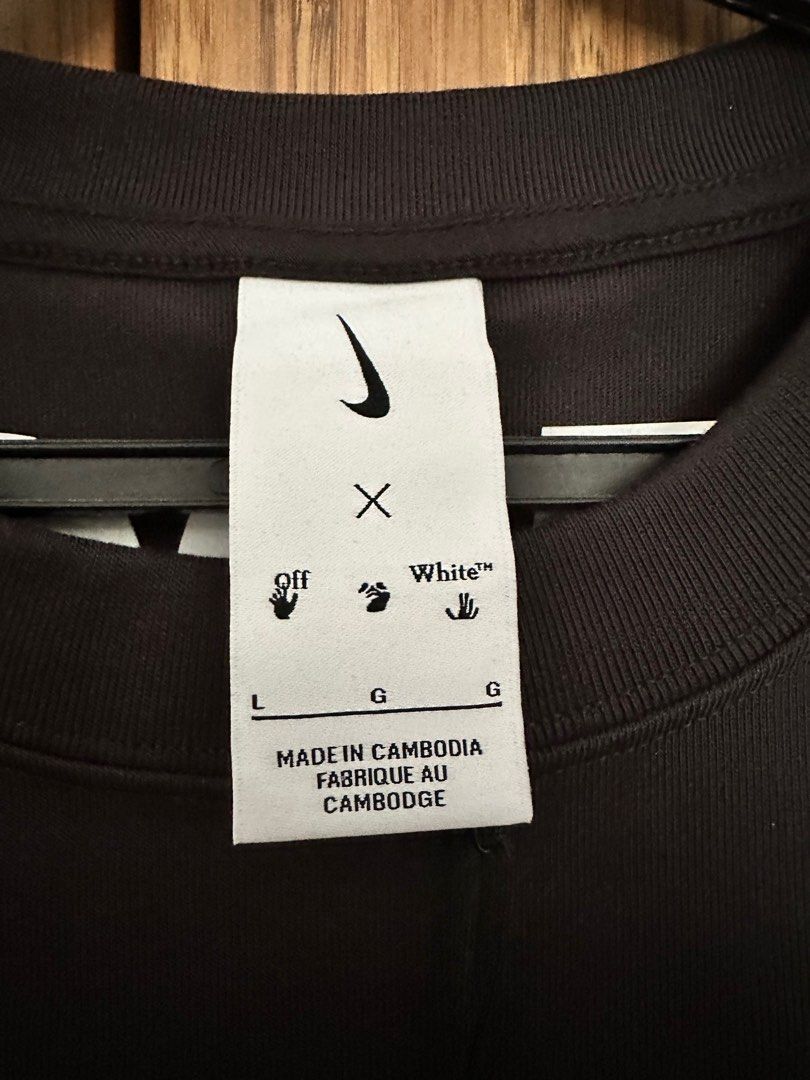 X
Off White™
L G G
MADE IN CAMBODIA
FABRIQUE AU
CAMBODGE